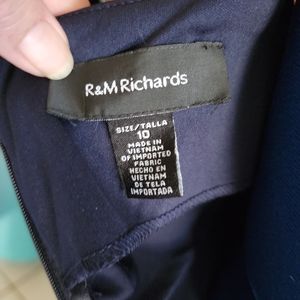 R&M Richards
SIZE/TALLA
10
MADE IN
VIETNAM
OF IMPORTED
FABRIC
HECHO EN
VIETNAM
DE TELA
IMPORTADA